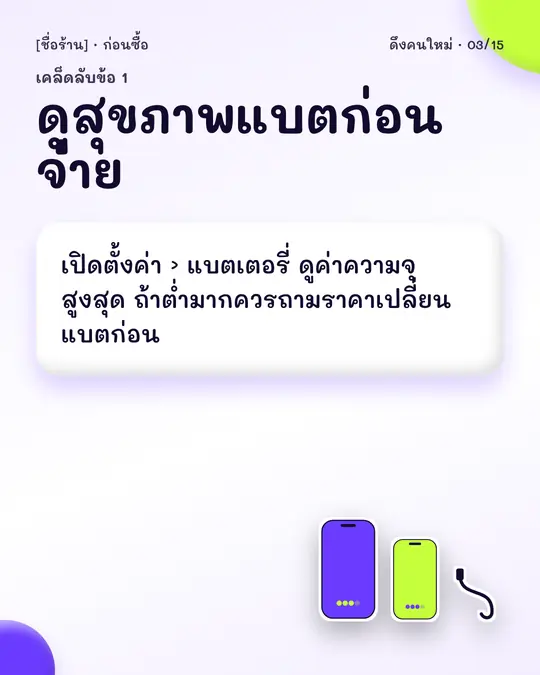 [ชื่อร้าน] · ก่อนซื้อ
ดึงคนใหม่ · 03/15
เคล็ดลับข้อ 1
ดูสุขภาพแบตก่อน
จ่าย
เปิดตั้งค่า > แบตเตอรี่ ดูค่าความจุ
สูงสุด ถ้าต่ำมากควรถามราคาเปลี่ยน
แบตก่อน